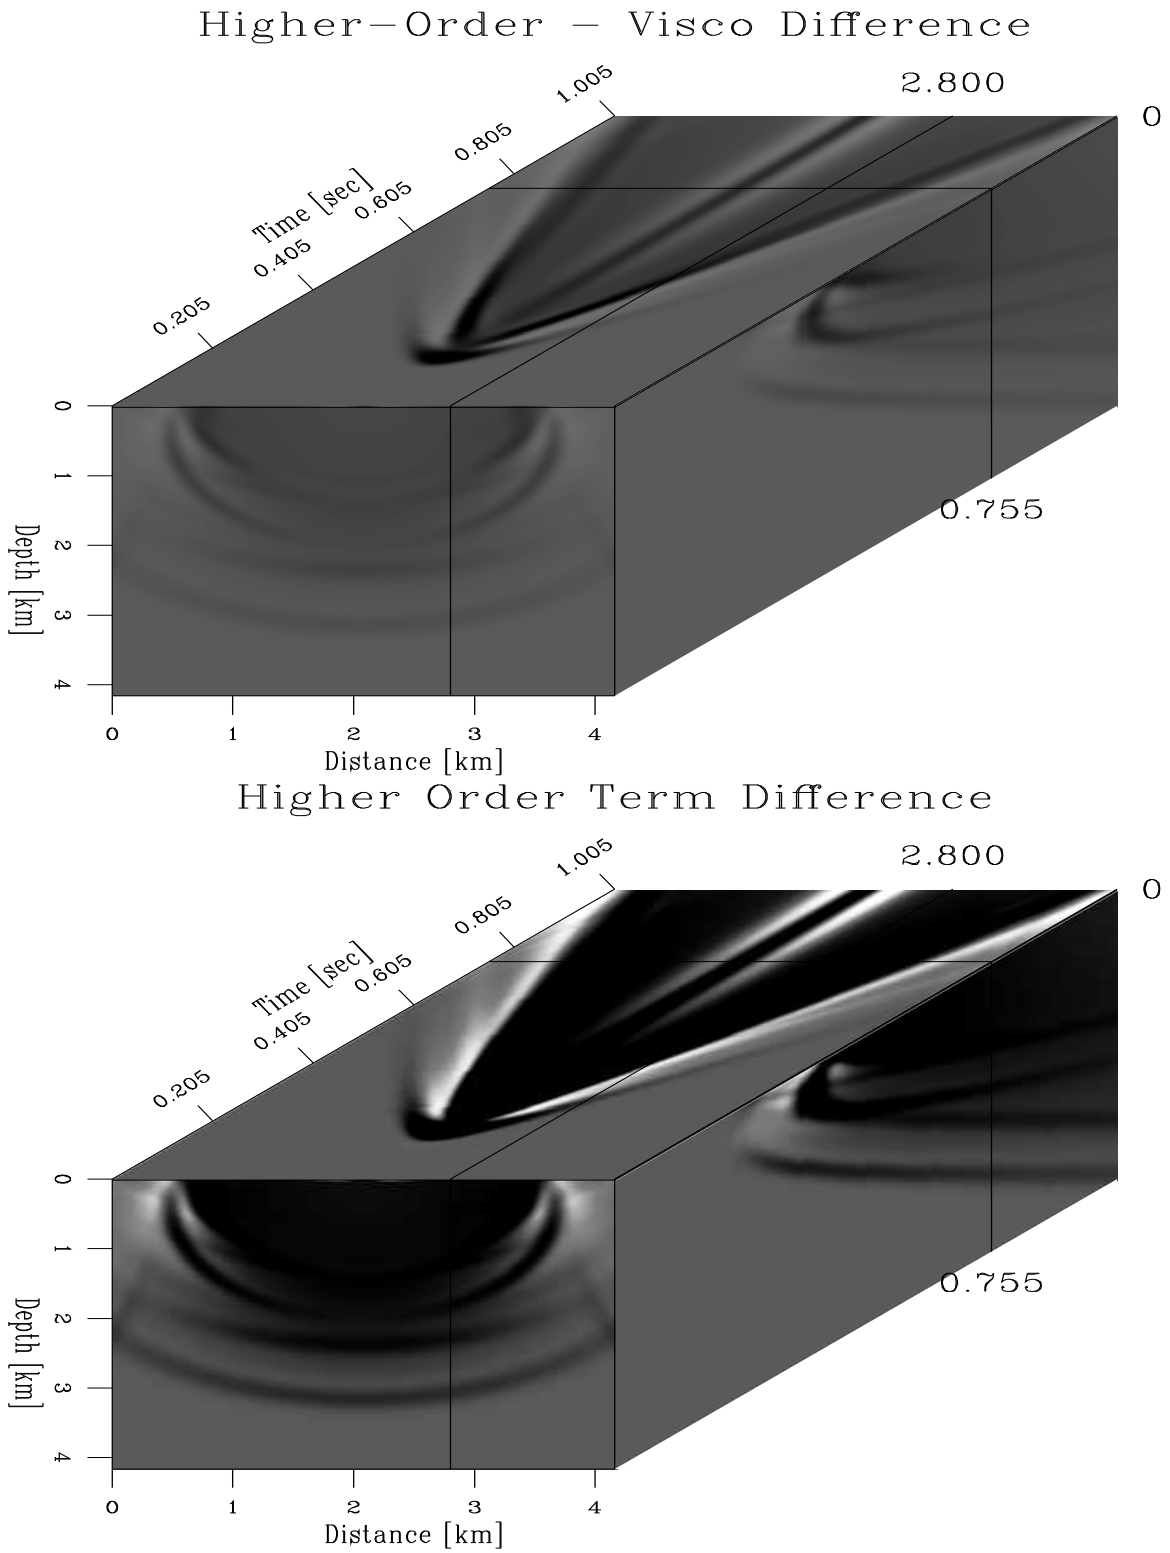 Higher-Order - Visco Difference
2.800
0
1.005
0.805
0.605
Time [sec]
0.405
0.205
0
1
2
3
4
Depth [km]
0.755
0 1 2 3 4
Distance [km]
Higher Order Term Difference
2.800
0
1.005
0.805
0.605
Time [sec]
0.405
0.205
0
1
2
3
4
Depth [km]
0.755
0 1 2 3 4
Distance [km]